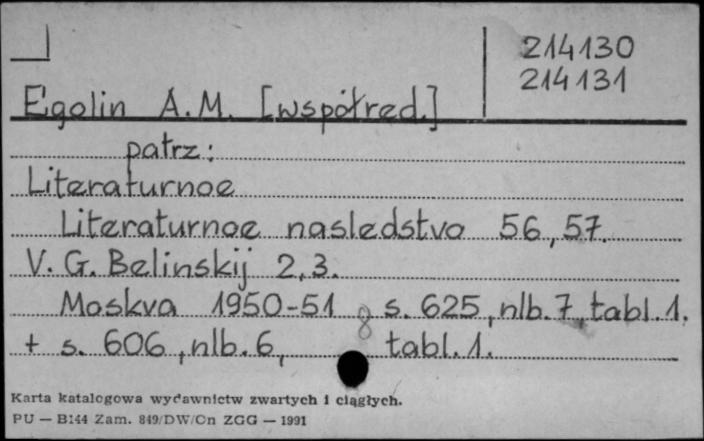 214130
214131
Egolin A.M. [współred.]
patrz:
Literaturnoe
Literaturnoe nasledstvo 56, 57.
V. G. Belinskij 2, 3.
Moskva 1950-51 8 s. 625, nlb. 7, tabl. 1.
+ s. 606, nlb. 6, tabl. 1.
Karta katalogowa wydawnictw zwartych i ciągłych.
PU — B144 Zam. 849/DW/Cn ZGG — 1991